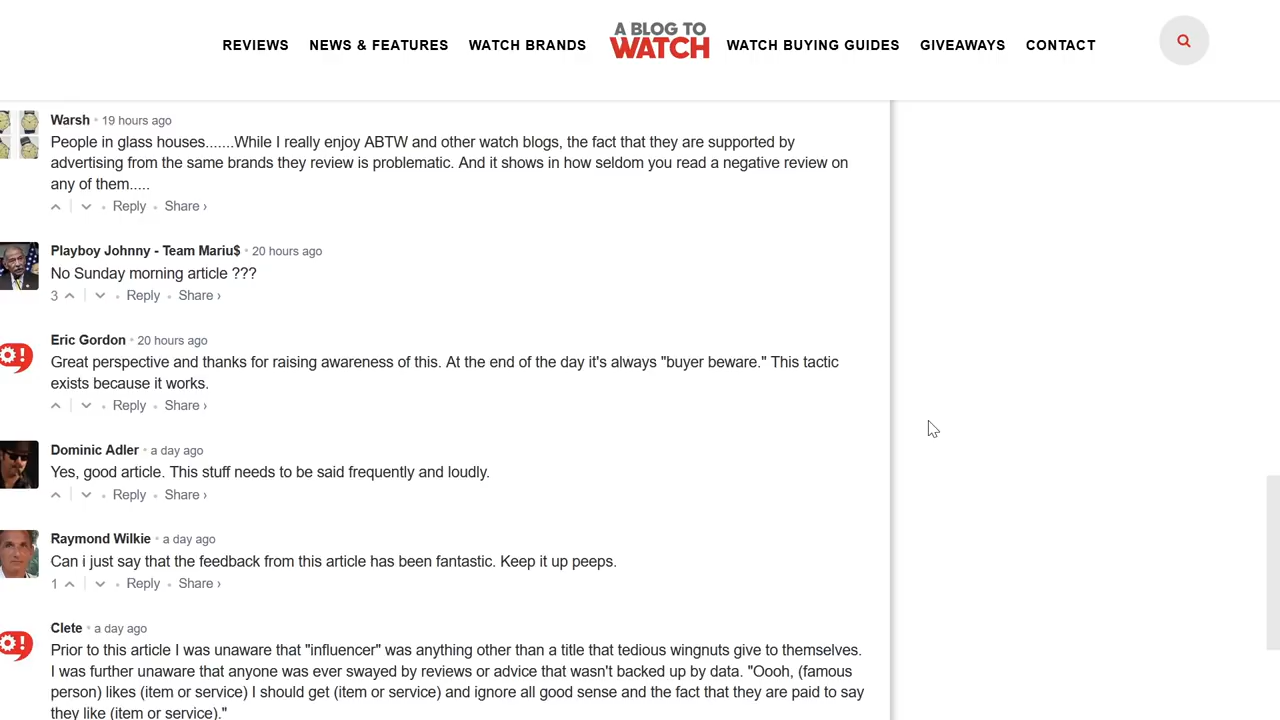 REVIEWS NEWS & FEATURES WATCH BRANDS A BLOG TO WATCH WATCH BUYING GUIDES GIVEAWAYS CONTACT
Warsh • 19 hours ago
People in glass houses.......While I really enjoy ABTW and other watch blogs, the fact that they are supported by
advertising from the same brands they review is problematic. And it shows in how seldom you read a negative review on
any of them.....
Reply • Share ›
Playboy Johnny - Team Mariu$ • 20 hours ago
No Sunday morning article ???
3 Reply • Share ›
Eric Gordon • 20 hours ago
Great perspective and thanks for raising awareness of this. At the end of the day it's always "buyer beware." This tactic
exists because it works.
Reply • Share ›
Dominic Adler • a day ago
Yes, good article. This stuff needs to be said frequently and loudly.
Reply • Share ›
Raymond Wilkie • a day ago
Can i just say that the feedback from this article has been fantastic. Keep it up peeps.
1 Reply • Share ›
Clete • a day ago
Prior to this article I was unaware that "influencer" was anything other than a title that tedious wingnuts give to themselves.
I was further unaware that anyone was ever swayed by reviews or advice that wasn't backed up by data. "Oooh, (famous
person) likes (item or service) I should get (item or service) and ignore all good sense and the fact that they are paid to say
they like (item or service)."